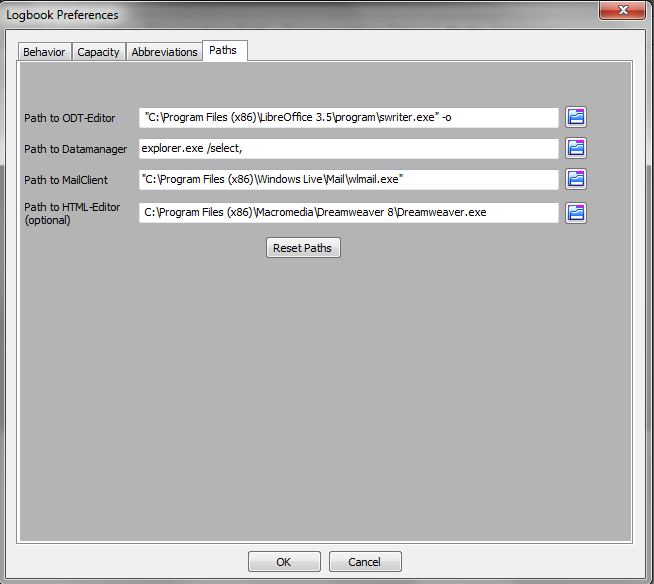 Logbook Preferences
Behavior Capacity Abbreviations Paths
Path to ODT-Editor "C:\Program Files (x86)\LibreOffice 3.5\program\swriter.exe" -o
Path to Datamanager explorer.exe /select,
Path to MailClient "C:\Program Files (x86)\Windows Live\Mail\wlmail.exe"
Path to HTML-Editor
(optional) C:\Program Files (x86)\Macromedia\Dreamweaver 8\Dreamweaver.exe
Reset Paths
OK Cancel